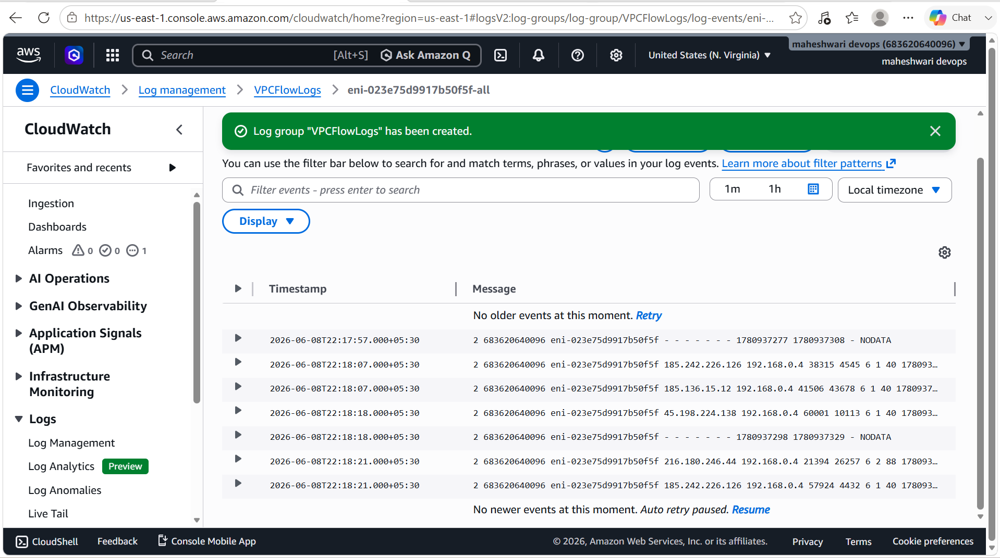 https://us-east-1.console.aws.amazon.com/cloudwatch/home?region=us-east-1#logsV2:log-groups/log-group/VPCFlowLogs/log-events/eni-...
Chat
aws
Search [Alt+S] Ask Amazon Q
United States (N. Virginia)
maheshwari devops (683620640096)
maheshwari devops
CloudWatch > Log management > VPCFlowLogs > eni-023e75d9917b50f5f-all
CloudWatch
Favorites and recents
Ingestion
Dashboards
Alarms 0 0 1
AI Operations
GenAI Observability
Application Signals
(APM)
Infrastructure
Monitoring
Logs
Log Management
Log Analytics Preview
Log Anomalies
Live Tail
Log group "VPCFlowLogs" has been created.
You can use the filter bar below to search for and match terms, phrases, or values in your log events. Learn more about filter patterns
Filter events - press enter to search
1m 1h
Local timezone
Display
Timestamp Message
No older events at this moment. Retry
2026-06-08T22:17:57.000+05:30 2 683620640096 eni-023e75d9917b50f5f - - - - - - - 1780937277 1780937308 - NODATA
2026-06-08T22:18:07.000+05:30 2 683620640096 eni-023e75d9917b50f5f 185.242.226.126 192.168.0.4 38315 4545 6 1 40 178093…
2026-06-08T22:18:07.000+05:30 2 683620640096 eni-023e75d9917b50f5f 185.136.15.12 192.168.0.4 41506 43678 6 1 40 1780937…
2026-06-08T22:18:18.000+05:30 2 683620640096 eni-023e75d9917b50f5f 45.198.224.138 192.168.0.4 60001 10113 6 1 40 178093…
2026-06-08T22:18:18.000+05:30 2 683620640096 eni-023e75d9917b50f5f - - - - - - - 1780937298 1780937329 - NODATA
2026-06-08T22:18:21.000+05:30 2 683620640096 eni-023e75d9917b50f5f 216.180.246.44 192.168.0.4 21394 26257 6 2 88 178093…
2026-06-08T22:18:21.000+05:30 2 683620640096 eni-023e75d9917b50f5f 185.242.226.126 192.168.0.4 57924 4432 6 1 40 178093…
No newer events at this moment. Auto retry paused. Resume
CloudShell Feedback Console Mobile App © 2026, Amazon Web Services, Inc. or its affiliates. Privacy Terms Cookie preferences